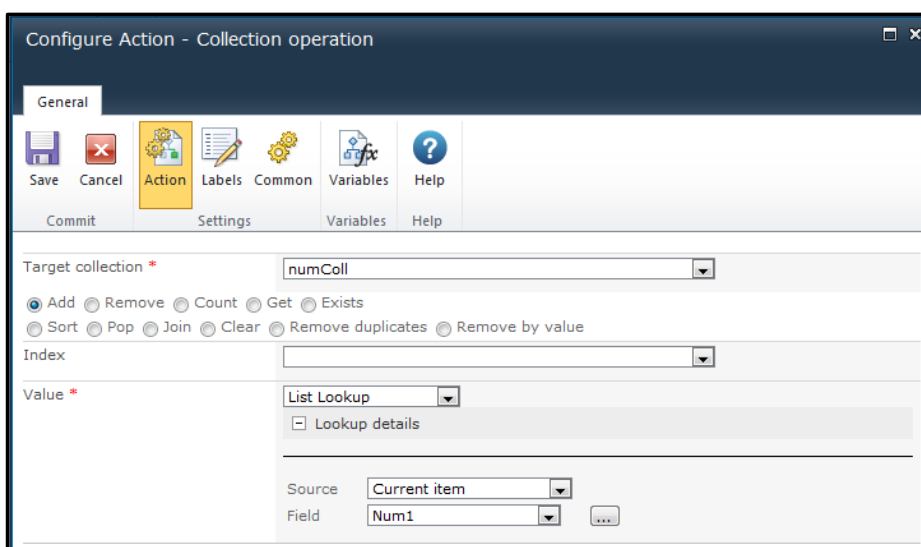 Configure Action - Collection operation
General
Save Cancel Action Labels Common Variables Help
Commit Settings Variables Help
Target collection * numColl
Add Remove Count Get Exists
Sort Pop Join Clear Remove duplicates Remove by value
Index
Value * List Lookup
Lookup details
Source Current item
Field Num1 ...